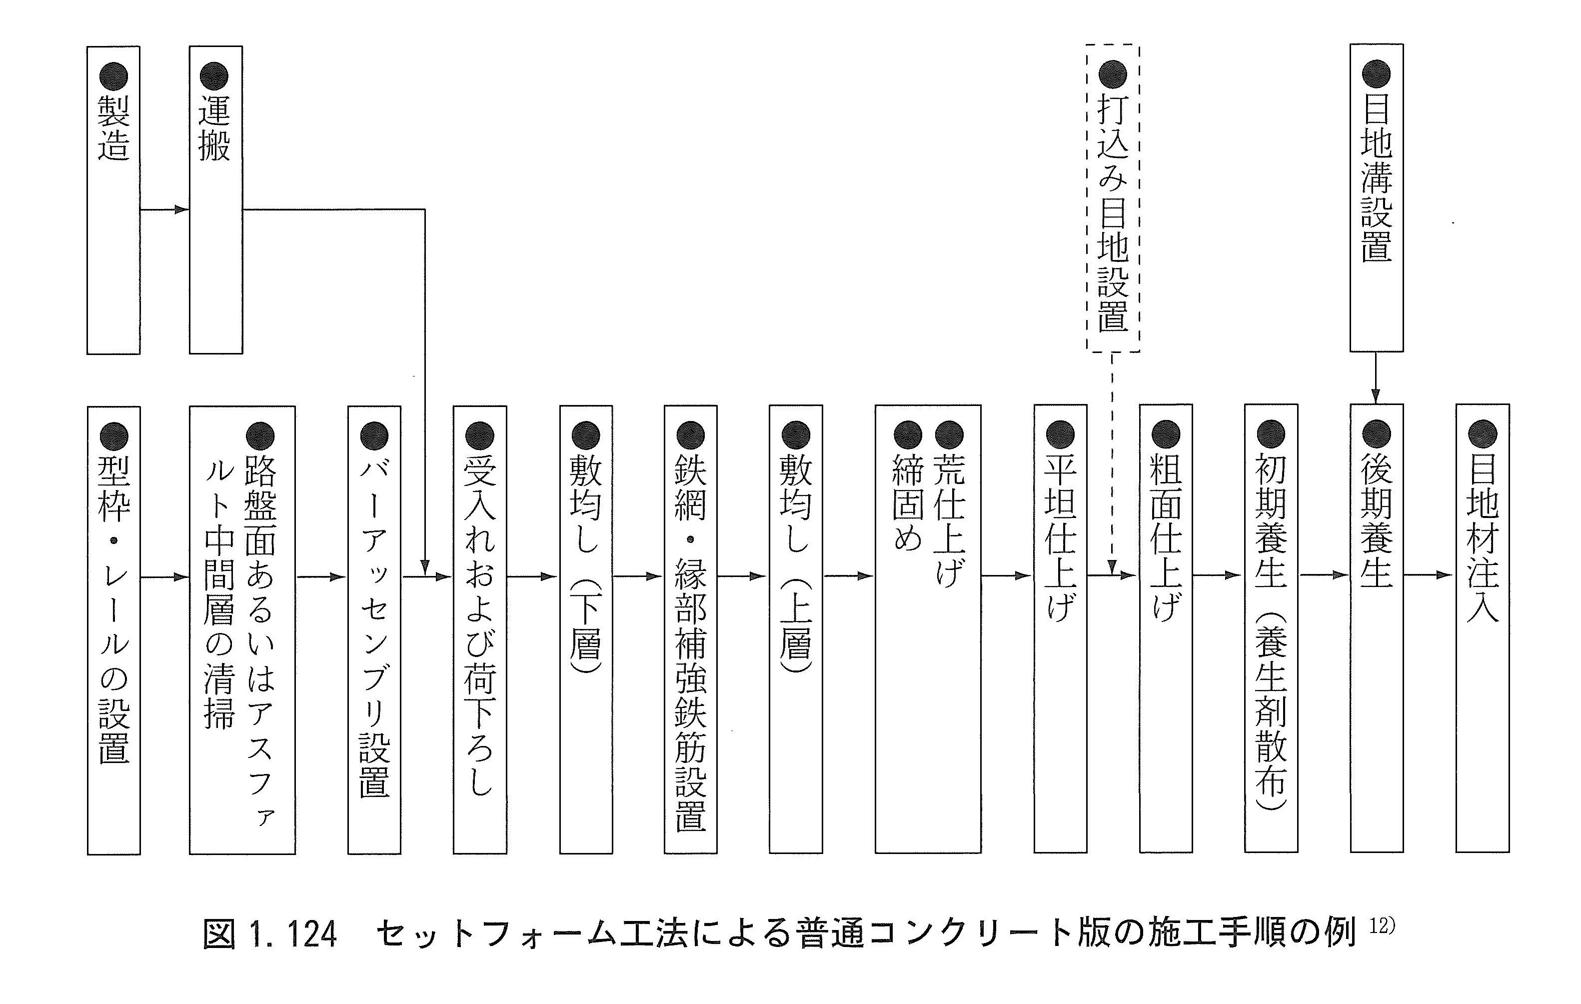 ●製造
●運搬
●打込み目地設置
●目地溝設置
●型枠・レールの設置
●路盤面あるいはアスファ
ルト中間層の清掃
●バーアッセンブリ設置
●受入れおよび荷下ろし
●敷均し（下層）
●鉄網・縁部補強鉄筋設置
●敷均し（上層）
●荒仕上げ
●締固め
●平坦仕上げ
●粗面仕上げ
●初期養生（養生剤散布）
●後期養生
●目地材注入
図1.124 セットフォーム工法による普通コンクリート版の施工手順の例12)